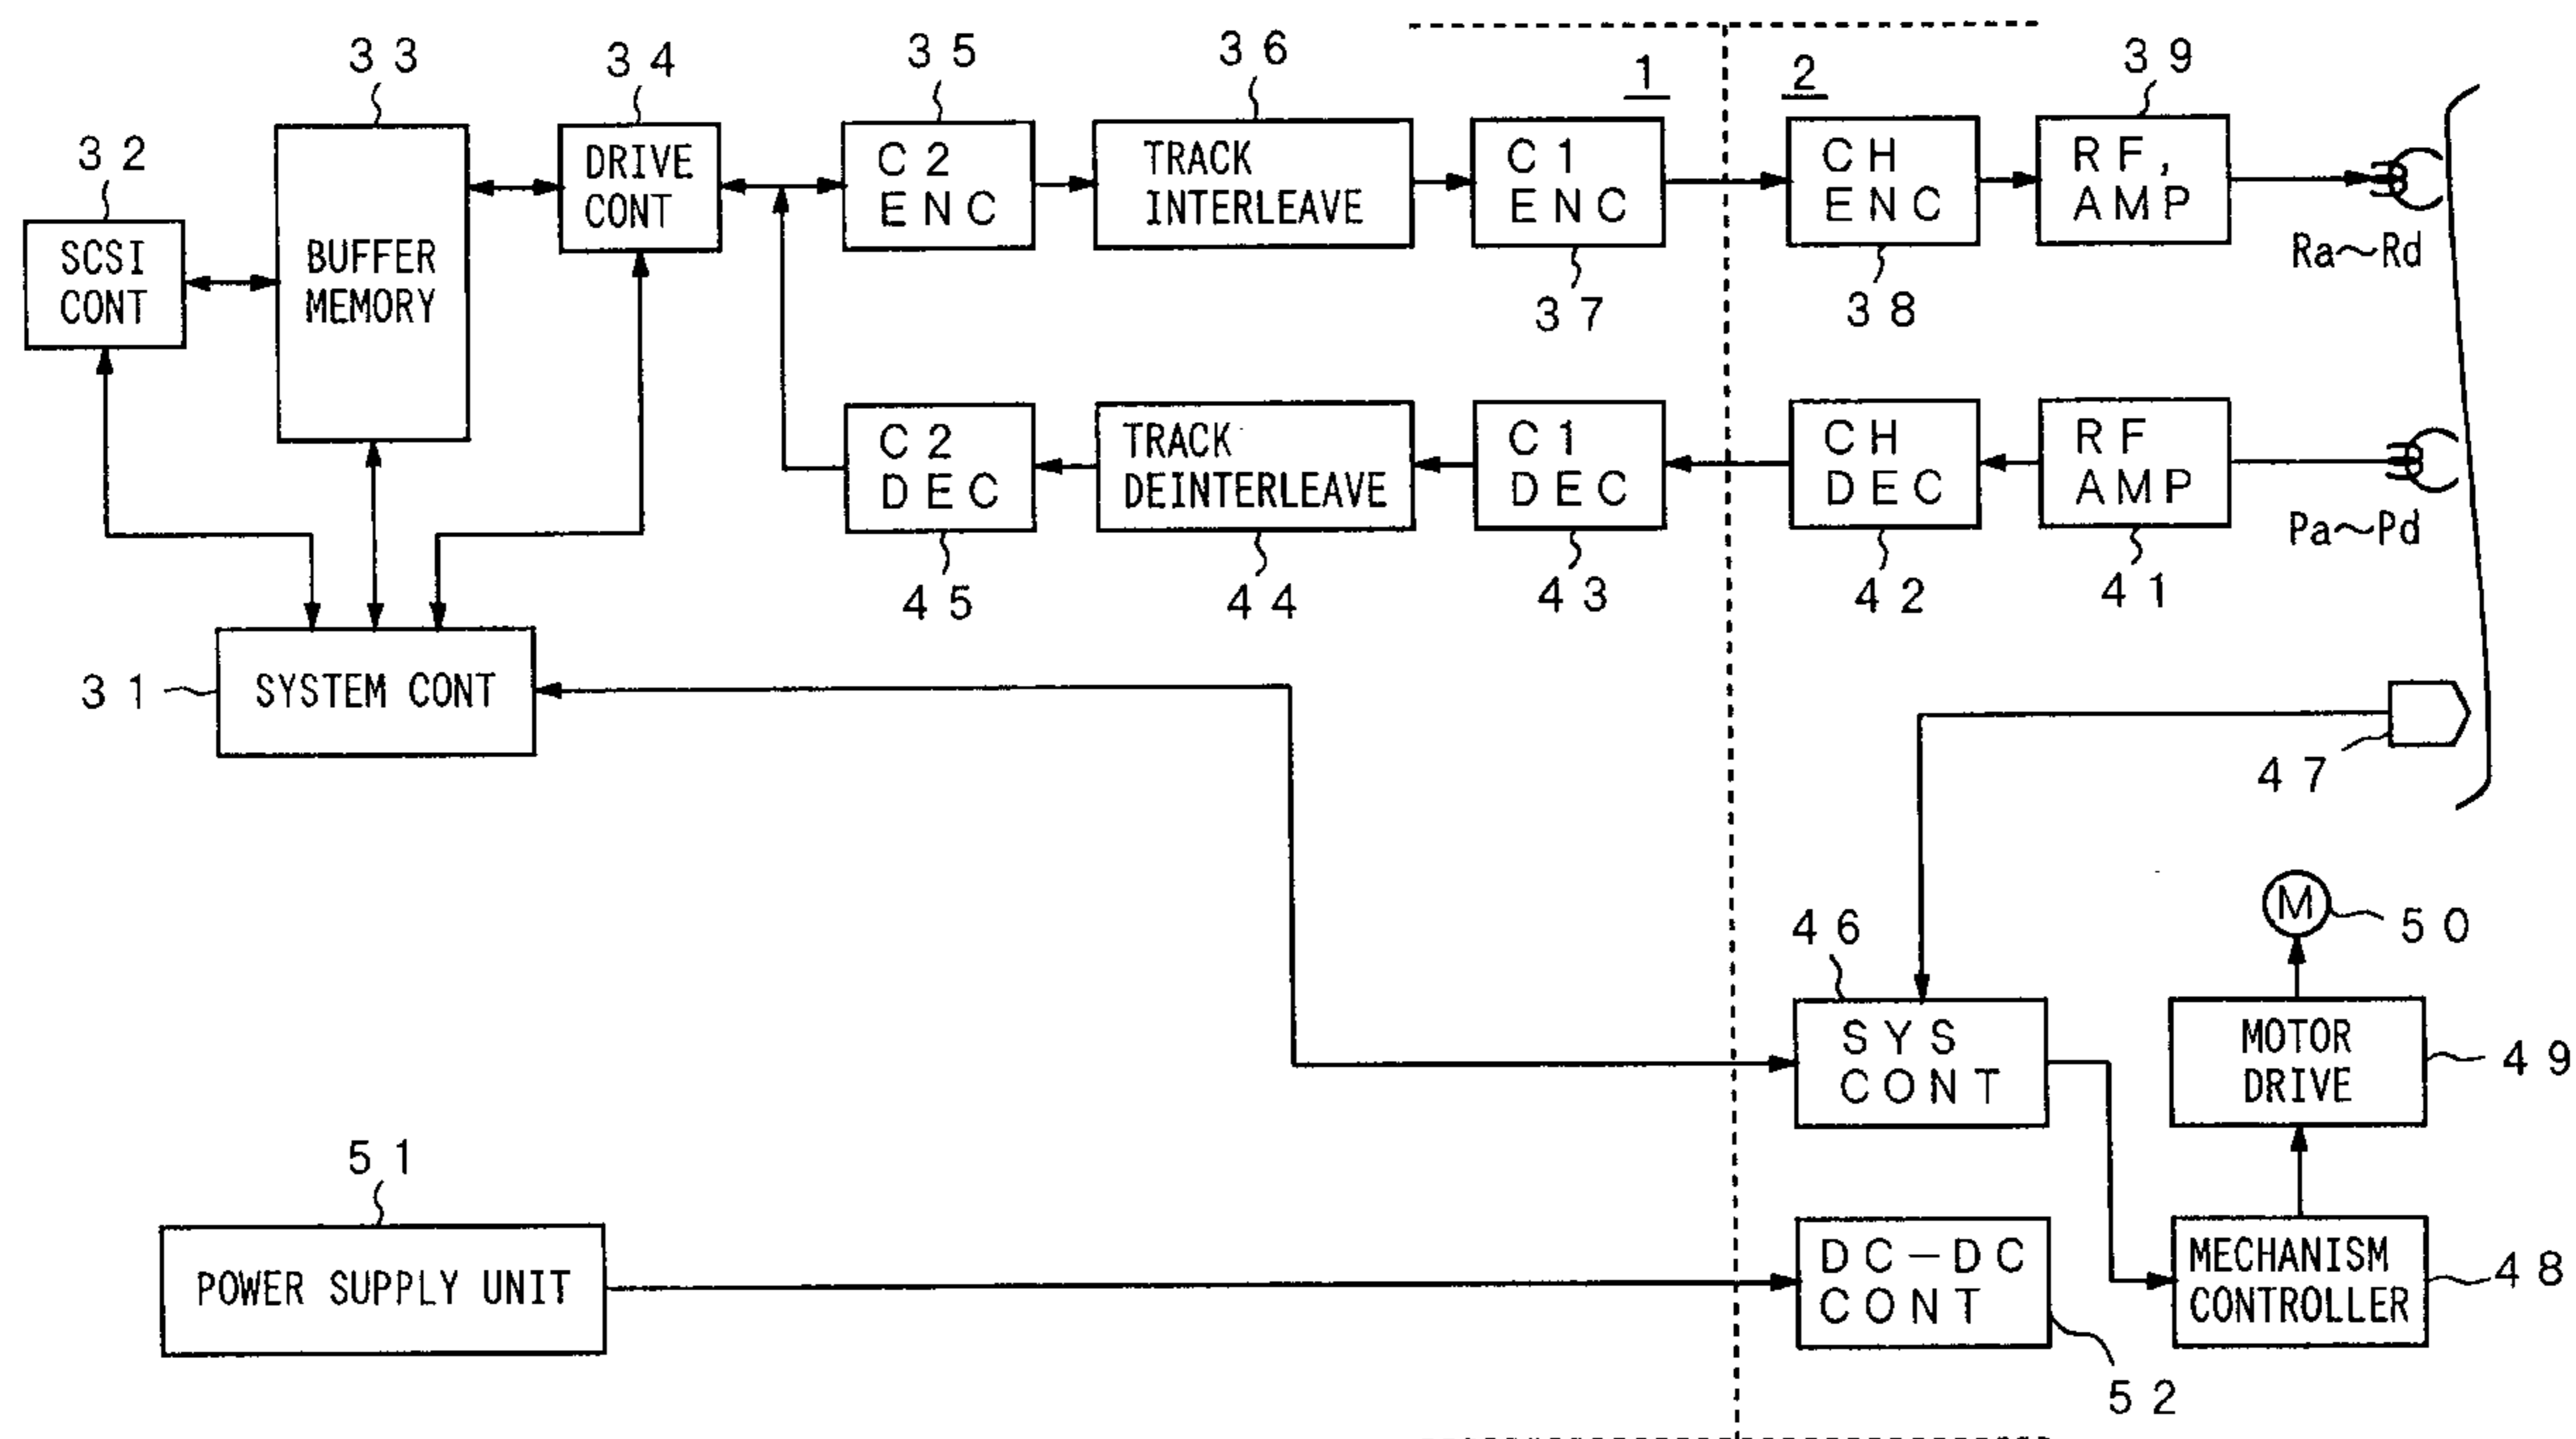 33
34
35
36
1
2
39
32
SCSI
CONT
BUFFER
MEMORY
DRIVE
CONT
C2
ENC
TRACK
INTERLEAVE
C1
ENC
CH
ENC
RF,
AMP
Ra~Rd
37
38
C2
DEC
TRACK
DEINTERLEAVE
C1
DEC
CH
DEC
RF
AMP
Pa~Pd
45
44
43
42
41
31
SYSTEM CONT
47
46
M
50
SYS
CONT
MOTOR
DRIVE
49
51
POWER SUPPLY UNIT
DC-DC
CONT
MECHANISM
CONTROLLER
48
52